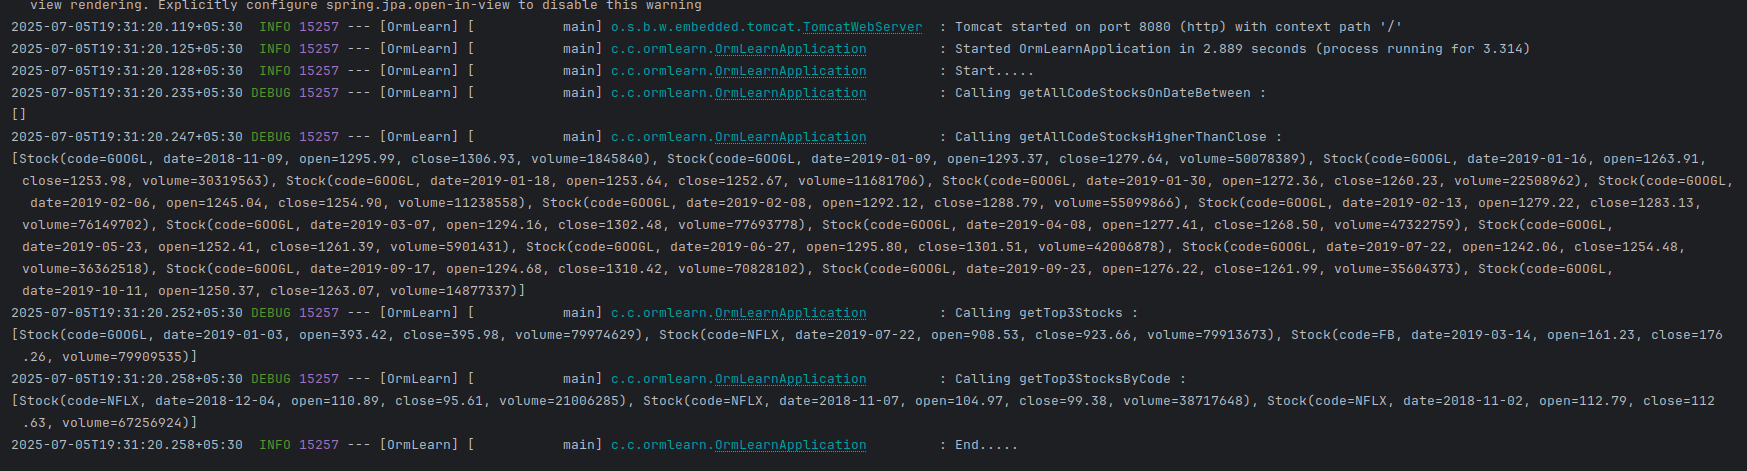 view rendering. Explicitly configure spring.jpa.open-in-view to disable this warning
2025-07-05T19:31:20.119+05:30  INFO 15257 --- [OrmLearn] [           main] o.s.b.w.embedded.tomcat.TomcatWebServer  : Tomcat started on port 8080 (http) with context path '/'
2025-07-05T19:31:20.125+05:30  INFO 15257 --- [OrmLearn] [           main] c.c.ormlearn.OrmLearnApplication         : Started OrmLearnApplication in 2.889 seconds (process running for 3.314)
2025-07-05T19:31:20.128+05:30  INFO 15257 --- [OrmLearn] [           main] c.c.ormlearn.OrmLearnApplication         : Start.....
2025-07-05T19:31:20.235+05:30 DEBUG 15257 --- [OrmLearn] [           main] c.c.ormlearn.OrmLearnApplication         : Calling getAllCodeStocksOnDateBetween :
[]
2025-07-05T19:31:20.247+05:30 DEBUG 15257 --- [OrmLearn] [           main] c.c.ormlearn.OrmLearnApplication         : Calling getAllCodeStocksHigherThanClose :
[Stock(code=GOOGL, date=2018-11-09, open=1295.99, close=1306.93, volume=1845840), Stock(code=GOOGL, date=2019-01-09, open=1293.37, close=1279.64, volume=50078389), Stock(code=GOOGL, date=2019-01-16, open=1263.91,
close=1253.98, volume=30319563), Stock(code=GOOGL, date=2019-01-18, open=1253.64, close=1252.67, volume=11681706), Stock(code=GOOGL, date=2019-01-30, open=1272.36, close=1260.23, volume=22508962), Stock(code=GOOGL,
date=2019-02-06, open=1245.04, close=1254.90, volume=11238558), Stock(code=GOOGL, date=2019-02-08, open=1292.12, close=1288.79, volume=55099866), Stock(code=GOOGL, date=2019-02-13, open=1279.22, close=1283.13,
volume=76149702), Stock(code=GOOGL, date=2019-03-07, open=1294.16, close=1302.48, volume=77693778), Stock(code=GOOGL, date=2019-04-08, open=1277.41, close=1268.50, volume=47322759), Stock(code=GOOGL,
date=2019-05-23, open=1252.41, close=1261.39, volume=5901431), Stock(code=GOOGL, date=2019-06-27, open=1295.80, close=1301.51, volume=42006878), Stock(code=GOOGL, date=2019-07-22, open=1242.06, close=1254.48,
volume=36362518), Stock(code=GOOGL, date=2019-09-17, open=1294.68, close=1310.42, volume=70828102), Stock(code=GOOGL, date=2019-09-23, open=1276.22, close=1261.99, volume=35604373), Stock(code=GOOGL,
date=2019-10-11, open=1250.37, close=1263.07, volume=14877337)]
2025-07-05T19:31:20.252+05:30 DEBUG 15257 --- [OrmLearn] [           main] c.c.ormlearn.OrmLearnApplication         : Calling getTop3Stocks :
[Stock(code=GOOGL, date=2019-01-03, open=393.42, close=395.98, volume=79974629), Stock(code=NFLX, date=2019-07-22, open=908.53, close=923.66, volume=79913673), Stock(code=FB, date=2019-03-14, open=161.23, close=176
.26, volume=79909535)]
2025-07-05T19:31:20.258+05:30 DEBUG 15257 --- [OrmLearn] [           main] c.c.ormlearn.OrmLearnApplication         : Calling getTop3StocksByCode :
[Stock(code=NFLX, date=2018-12-04, open=110.89, close=95.61, volume=21006285), Stock(code=NFLX, date=2018-11-07, open=104.97, close=99.38, volume=38717648), Stock(code=NFLX, date=2018-11-02, open=112.79, close=112
.63, volume=67256924)]
2025-07-05T19:31:20.258+05:30  INFO 15257 --- [OrmLearn] [           main] c.c.ormlearn.OrmLearnApplication         : End.....